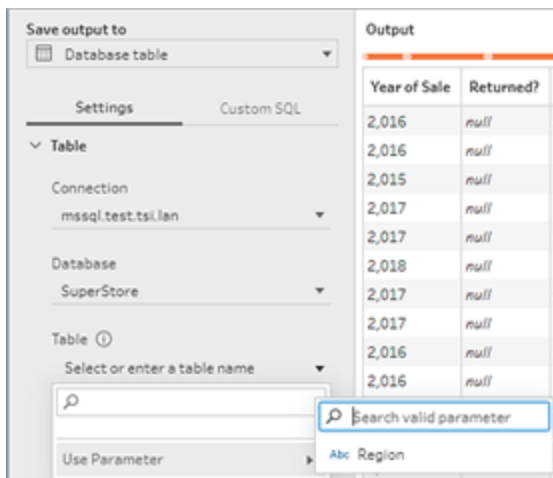 Save output to
Database table
Settings
Custom SQL
Table
Connection
mssql.test.tsi.lan
Database
SuperStore
Table
Select or enter a table name
Use Parameter
Search valid parameter
Abc Region
Output
Year of Sale Returned?
2,016 null
2,016 null
2,015 null
2,017 null
2,017 null
2,018 null
2,017 null
2,017 null
2,016 null
2,016 null